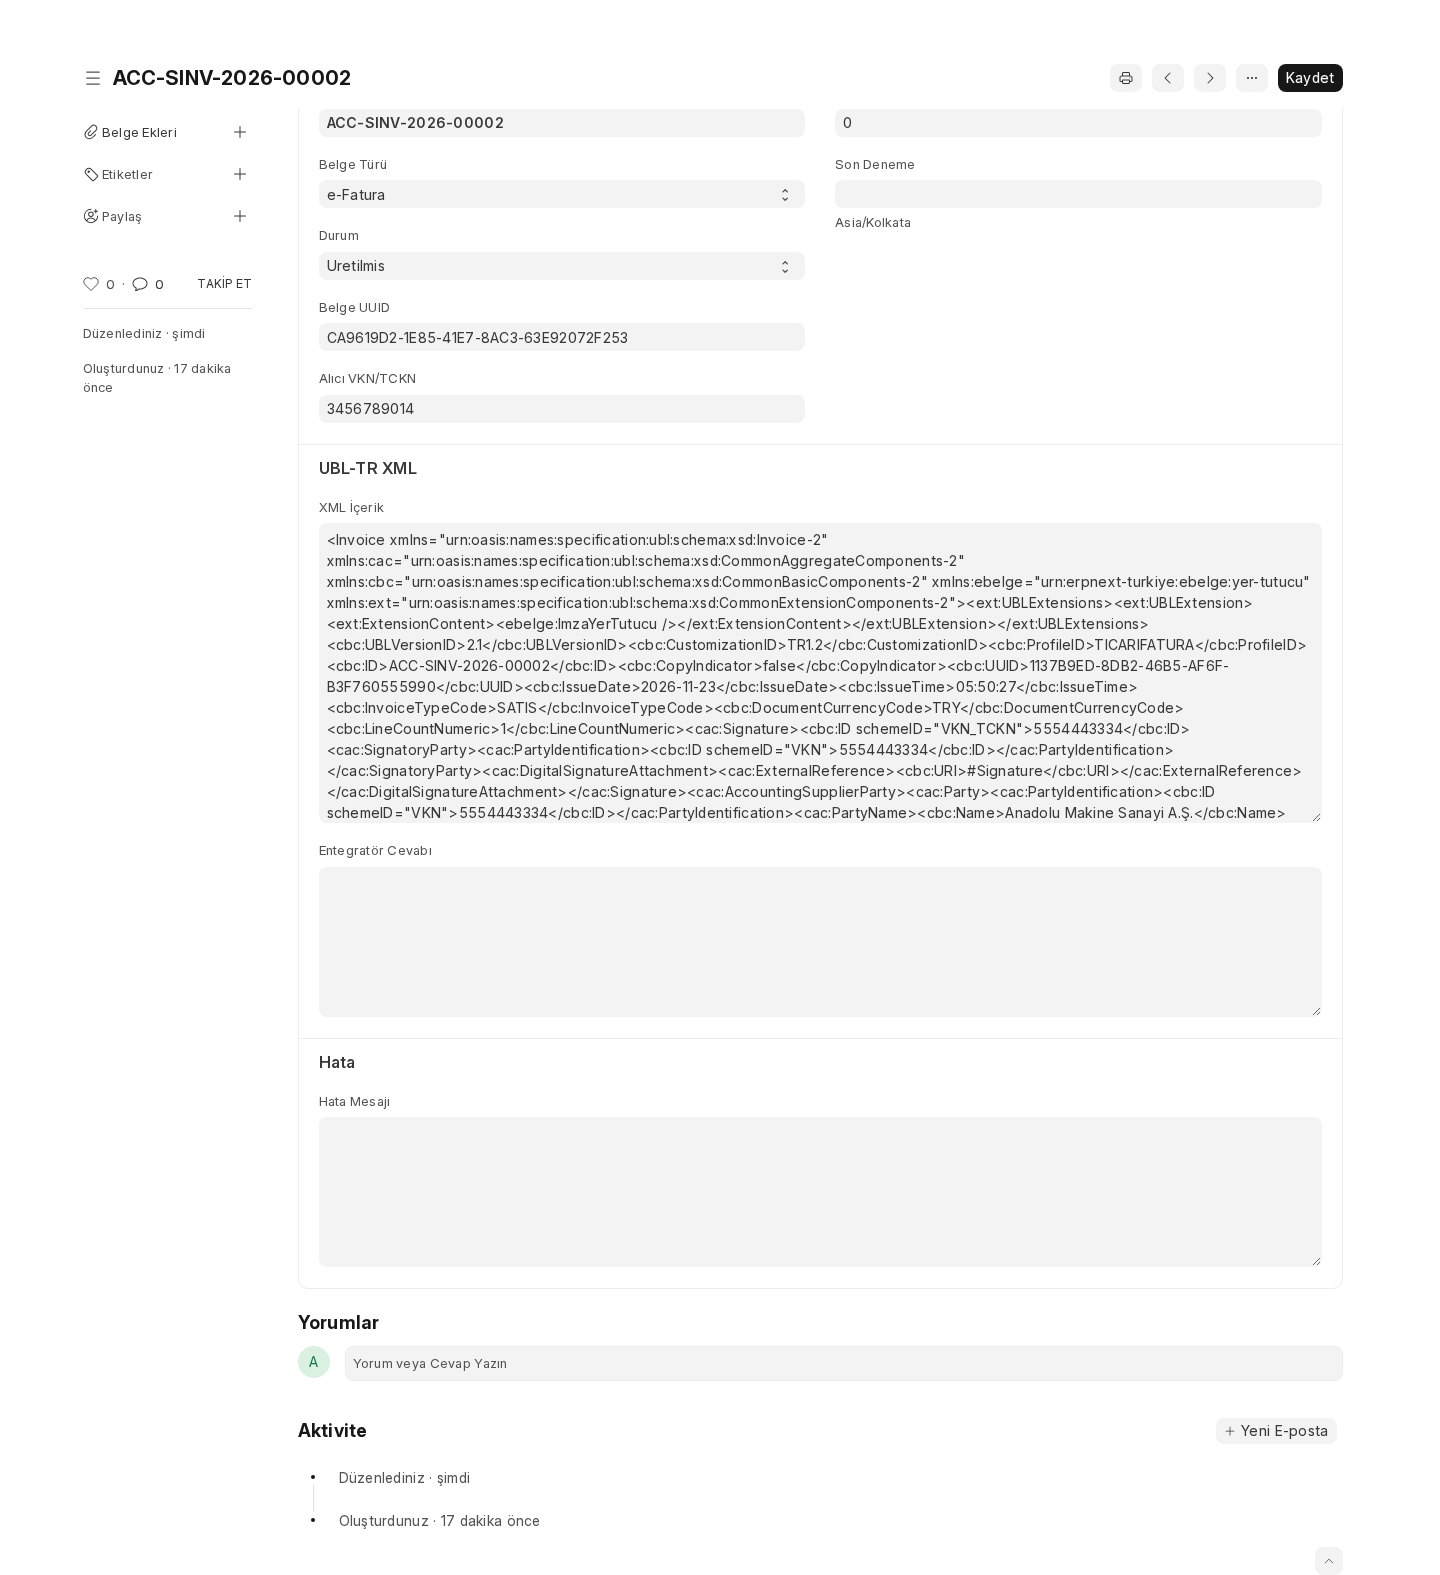 ACC-SINV-2026-00002
Kaydet
Belge Ekleri
Etiketler
Paylaş
0 · 0 TAKİP ET
Düzenlediniz · şimdi
Oluşturdunuz · 17 dakika
önce
ACC-SINV-2026-00002
0
Belge Türü
e-Fatura
Son Deneme
Asia/Kolkata
Durum
Uretilmis
Belge UUID
CA9619D2-1E85-41E7-8AC3-63E92072F253
Alıcı VKN/TCKN
3456789014
UBL-TR XML
XML İçerik
<Invoice xmlns="urn:oasis:names:specification:ubl:schema:xsd:Invoice-2"
xmlns:cac="urn:oasis:names:specification:ubl:schema:xsd:CommonAggregateComponents-2"
xmlns:cbc="urn:oasis:names:specification:ubl:schema:xsd:CommonBasicComponents-2" xmlns:ebelge="urn:erpnext-turkiye:ebelge:yer-tutucu"
xmlns:ext="urn:oasis:names:specification:ubl:schema:xsd:CommonExtensionComponents-2"><ext:UBLExtensions><ext:UBLExtension>
<ext:ExtensionContent><ebelge:ImzaYerTutucu /></ext:ExtensionContent></ext:UBLExtension></ext:UBLExtensions>
<cbc:UBLVersionID>2.1</cbc:UBLVersionID><cbc:CustomizationID>TR1.2</cbc:CustomizationID><cbc:ProfileID>TICARIFATURA</cbc:ProfileID>
<cbc:ID>ACC-SINV-2026-00002</cbc:ID><cbc:CopyIndicator>false</cbc:CopyIndicator><cbc:UUID>1137B9ED-8DB2-46B5-AF6F-
B3F760555990</cbc:UUID><cbc:IssueDate>2026-11-23</cbc:IssueDate><cbc:IssueTime>05:50:27</cbc:IssueTime>
<cbc:InvoiceTypeCode>SATIS</cbc:InvoiceTypeCode><cbc:DocumentCurrencyCode>TRY</cbc:DocumentCurrencyCode>
<cbc:LineCountNumeric>1</cbc:LineCountNumeric><cac:Signature><cbc:ID schemeID="VKN_TCKN">5554443334</cbc:ID>
<cac:SignatoryParty><cac:PartyIdentification><cbc:ID schemeID="VKN">5554443334</cbc:ID></cac:PartyIdentification>
</cac:SignatoryParty><cac:DigitalSignatureAttachment><cac:ExternalReference><cbc:URI>#Signature</cbc:URI></cac:ExternalReference>
</cac:DigitalSignatureAttachment></cac:Signature><cac:AccountingSupplierParty><cac:Party><cac:PartyIdentification><cbc:ID
schemeID="VKN">5554443334</cbc:ID></cac:PartyIdentification><cac:PartyName><cbc:Name>Anadolu Makine Sanayi A.Ş.</cbc:Name>
Entegratör Cevabı
Hata
Hata Mesajı
Yorumlar
A
Yorum veya Cevap Yazın
Aktivite
Yeni E-posta
Düzenlediniz · şimdi
Oluşturdunuz · 17 dakika önce